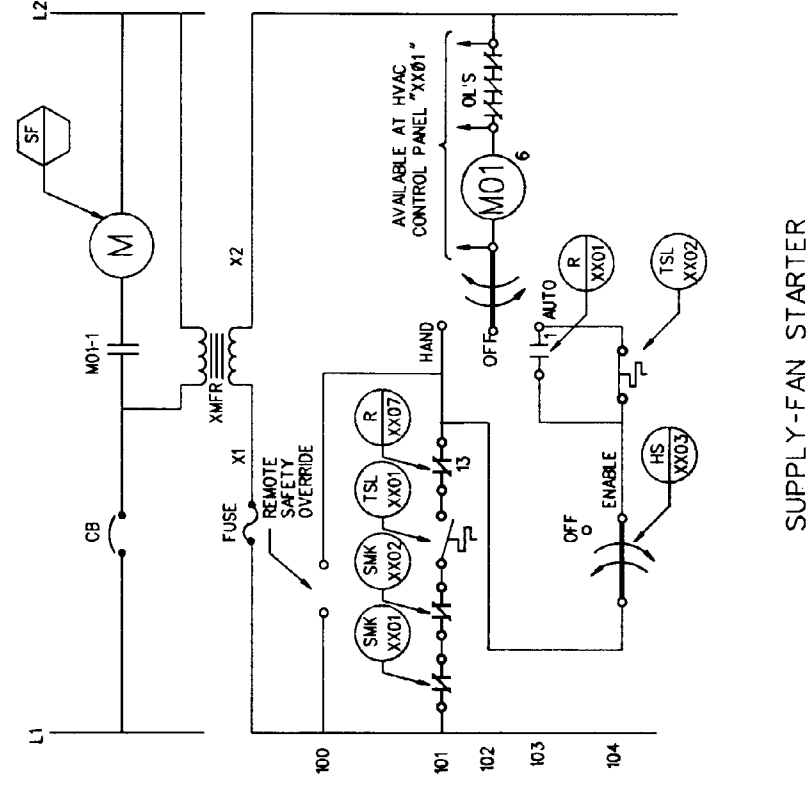 L1
L2
CB
M01-1
M
SF
XMFR
X1
X2
FUSE
REMOTE
SAFETY
OVERRIDE
AVAILABLE AT HVAC
CONTROL PANEL "XX01"
100
SMK
XX01
SMK
XX02
TSL
XX01
R
XX07
13
HAND
101
102
OFF
M01
6
OL'S
103
1
AUTO
R
XX01
104
OFF
ENABLE
HS
XX03
TSL
XX02
SUPPLY-FAN STARTER